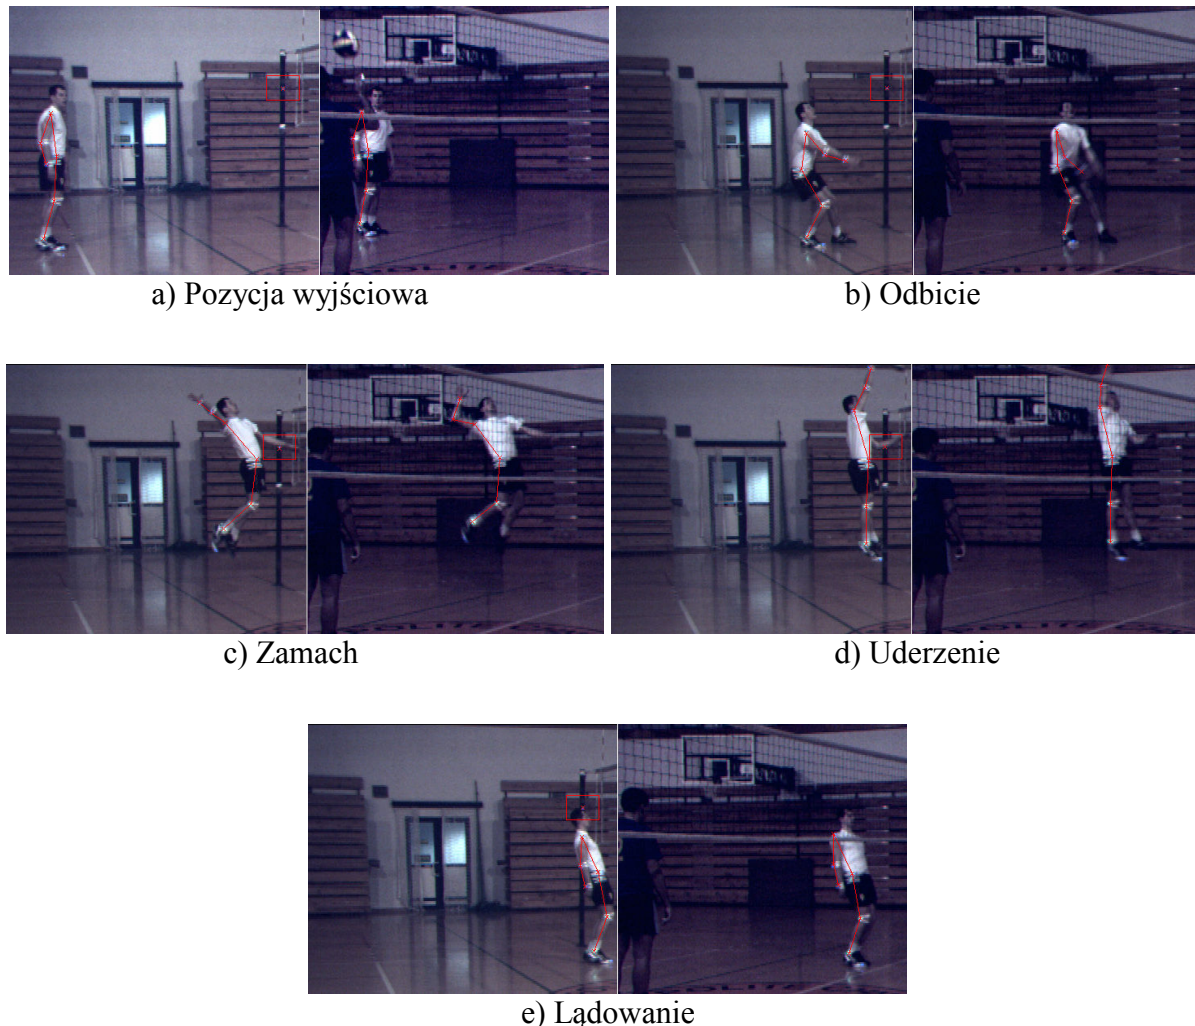 a) Pozycja wyjściowa
b) Odbicie
c) Zamach
d) Uderzenie
e) Lądowanie